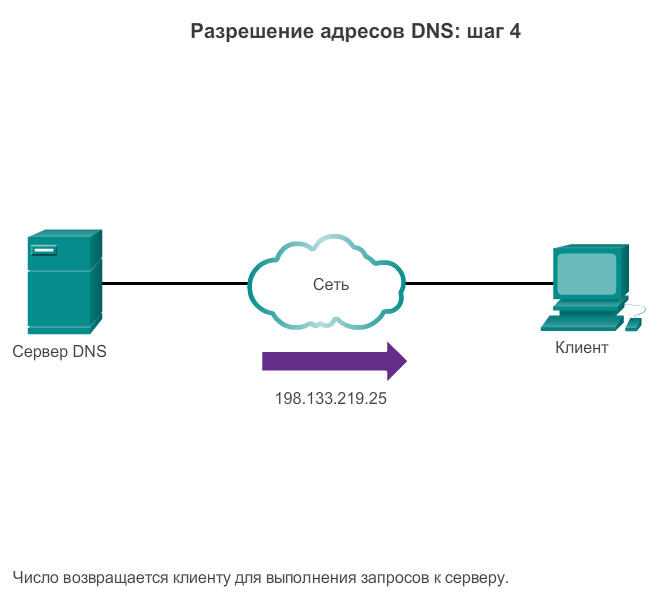 Разрешение адресов DNS: шаг 4
Сеть
Сервер DNS
Клиент
198.133.219.25
Число возвращается клиенту для выполнения запросов к серверу.